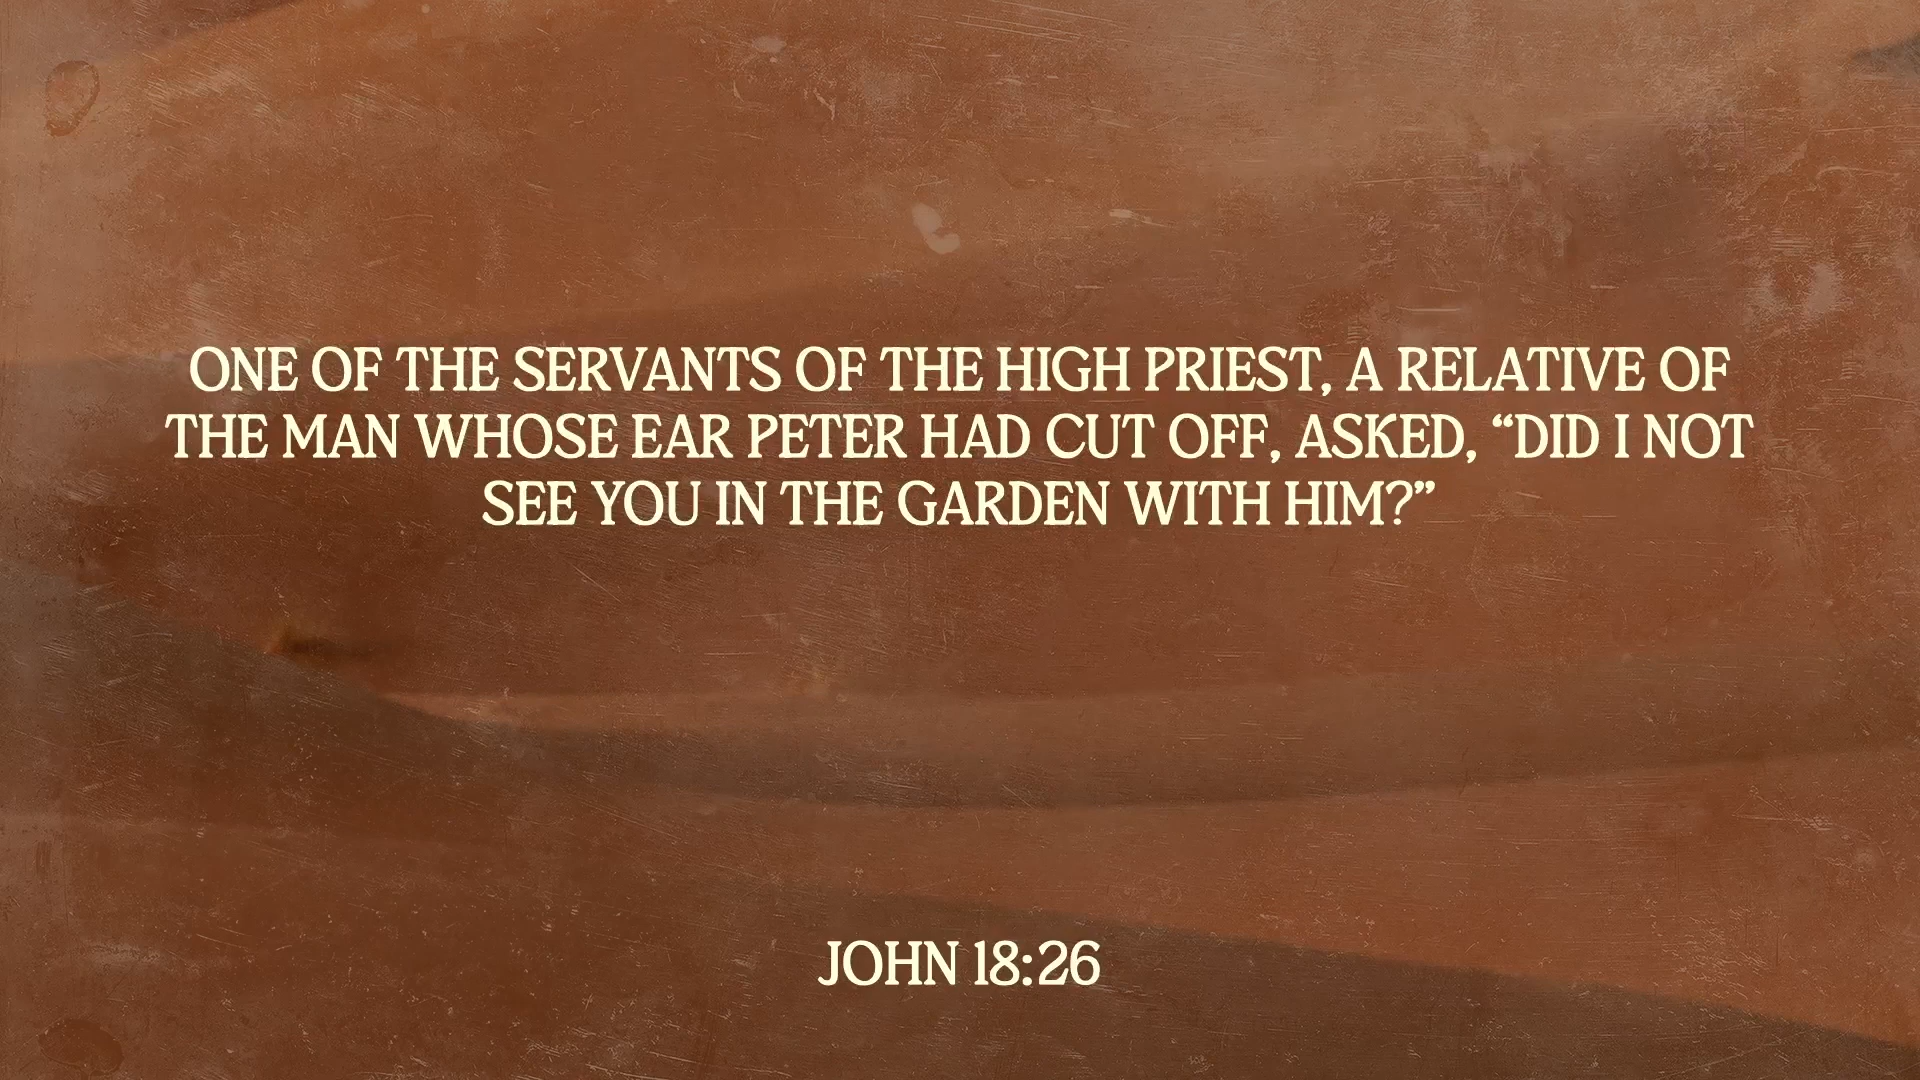 ONE OF THE SERVANTS OF THE HIGH PRIEST, A RELATIVE OF
THE MAN WHOSE EAR PETER HAD CUT OFF, ASKED, “DID I NOT
SEE YOU IN THE GARDEN WITH HIM?”
JOHN 18:26